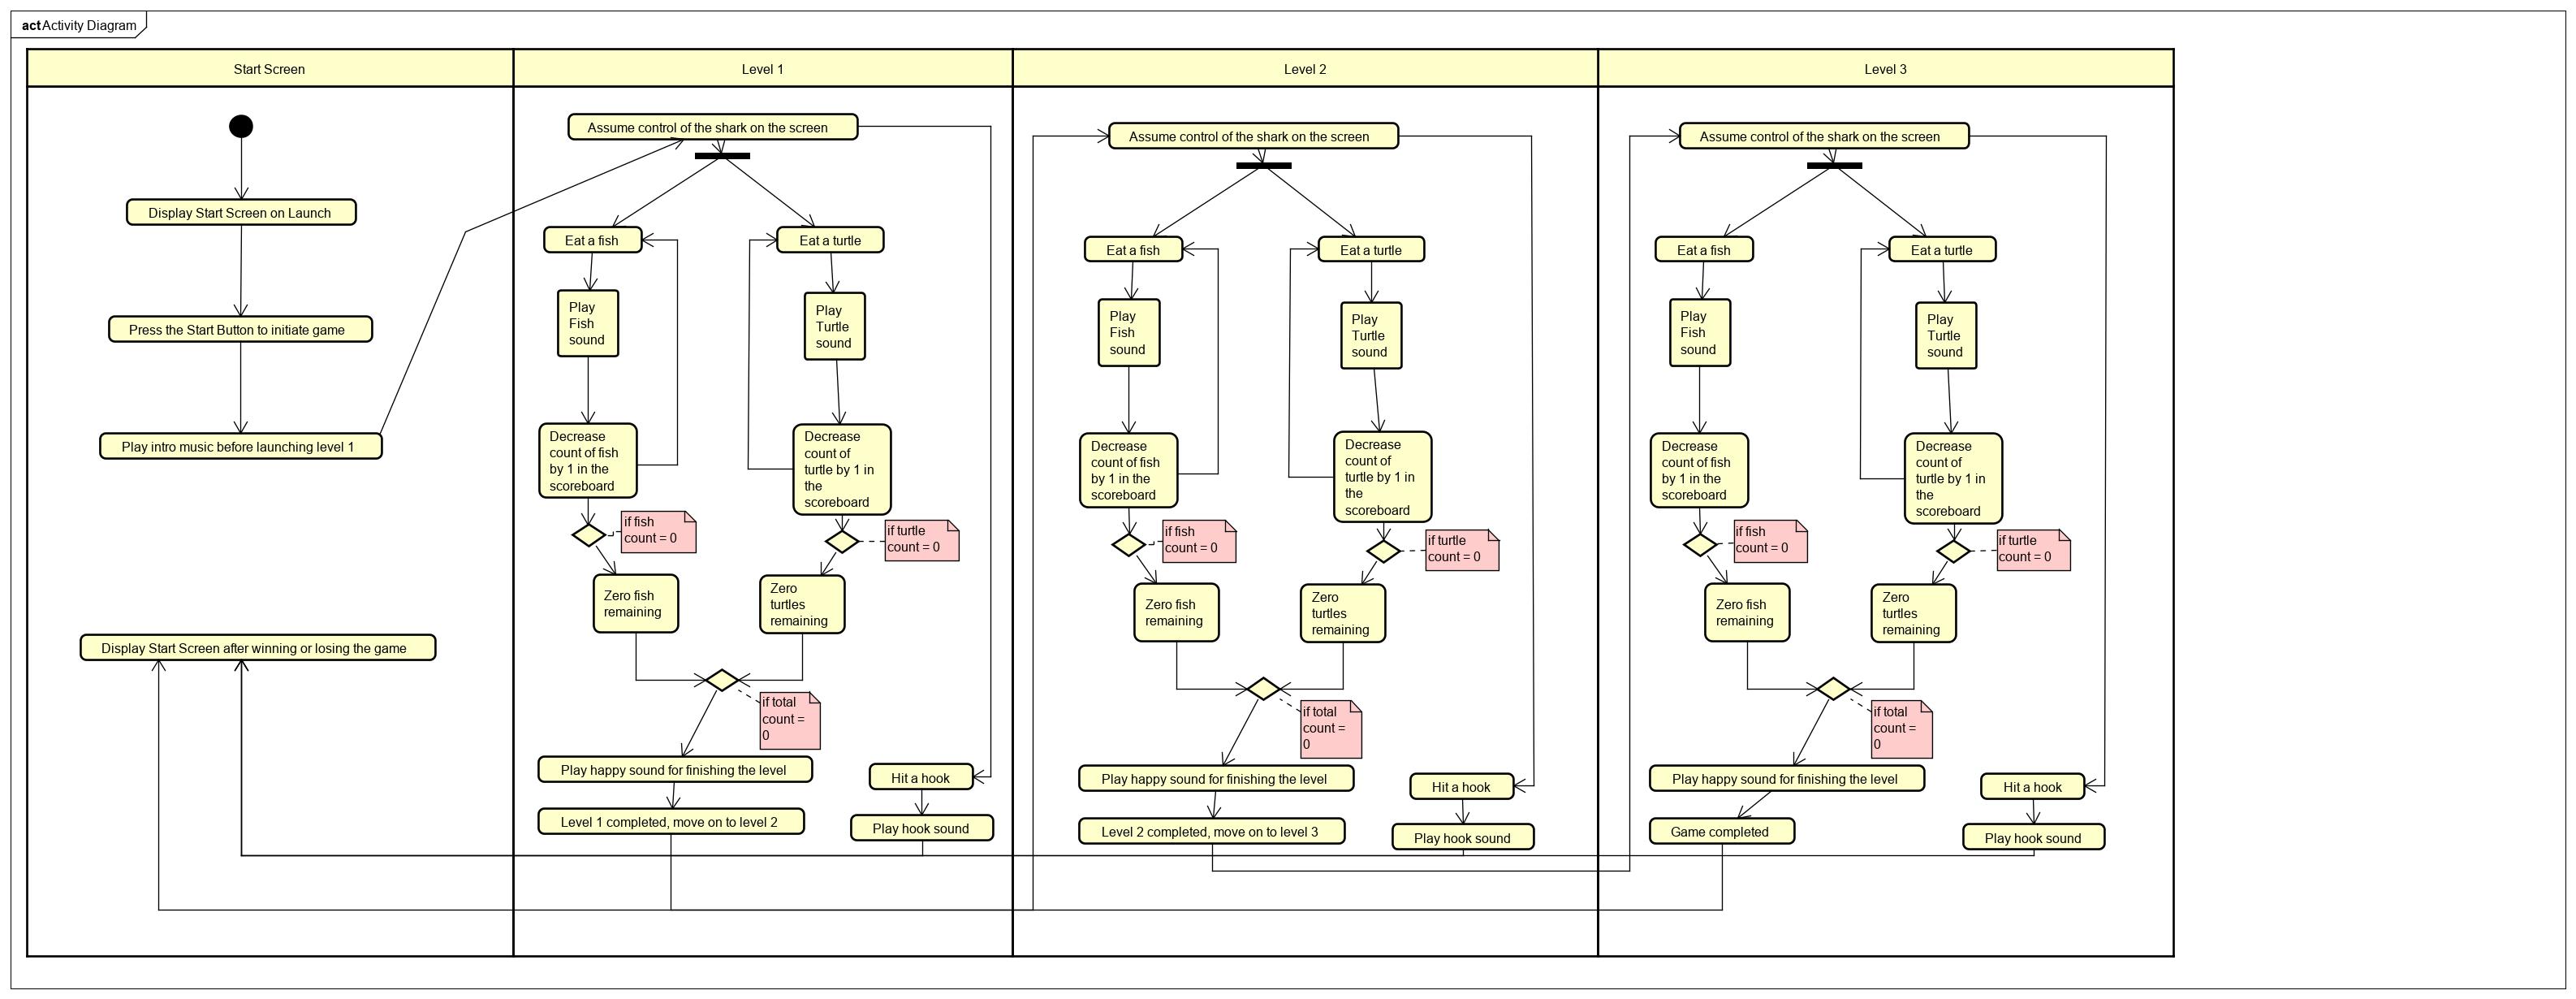 act Activity Diagram
Start Screen
Level 1
Level 2
Level 3
Display Start Screen on Launch
Press the Start Button to initiate game
Play intro music before launching level 1
Display Start Screen after winning or losing the game
Assume control of the shark on the screen
Eat a fish
Eat a turtle
Play
Fish
sound
Play
Turtle
sound
Decrease
count of fish
by 1 in the
scoreboard
Decrease
count of
turtle by 1 in
the
scoreboard
if fish
count = 0
if turtle
count = 0
Zero fish
remaining
Zero
turtles
remaining
if total
count =
0
Play happy sound for finishing the level
Hit a hook
Level 1 completed, move on to level 2
Play hook sound
Assume control of the shark on the screen
Eat a fish
Eat a turtle
Play
Fish
sound
Play
Turtle
sound
Decrease
count of fish
by 1 in the
scoreboard
Decrease
count of
turtle by 1 in
the
scoreboard
if fish
count = 0
if turtle
count = 0
Zero fish
remaining
Zero
turtles
remaining
if total
count =
0
Play happy sound for finishing the level
Hit a hook
Level 2 completed, move on to level 3
Play hook sound
Assume control of the shark on the screen
Eat a fish
Eat a turtle
Play
Fish
sound
Play
Turtle
sound
Decrease
count of fish
by 1 in the
scoreboard
Decrease
count of
turtle by 1 in
the
scoreboard
if fish
count = 0
if turtle
count = 0
Zero fish
remaining
Zero
turtles
remaining
if total
count =
0
Play happy sound for finishing the level
Hit a hook
Game completed
Play hook sound